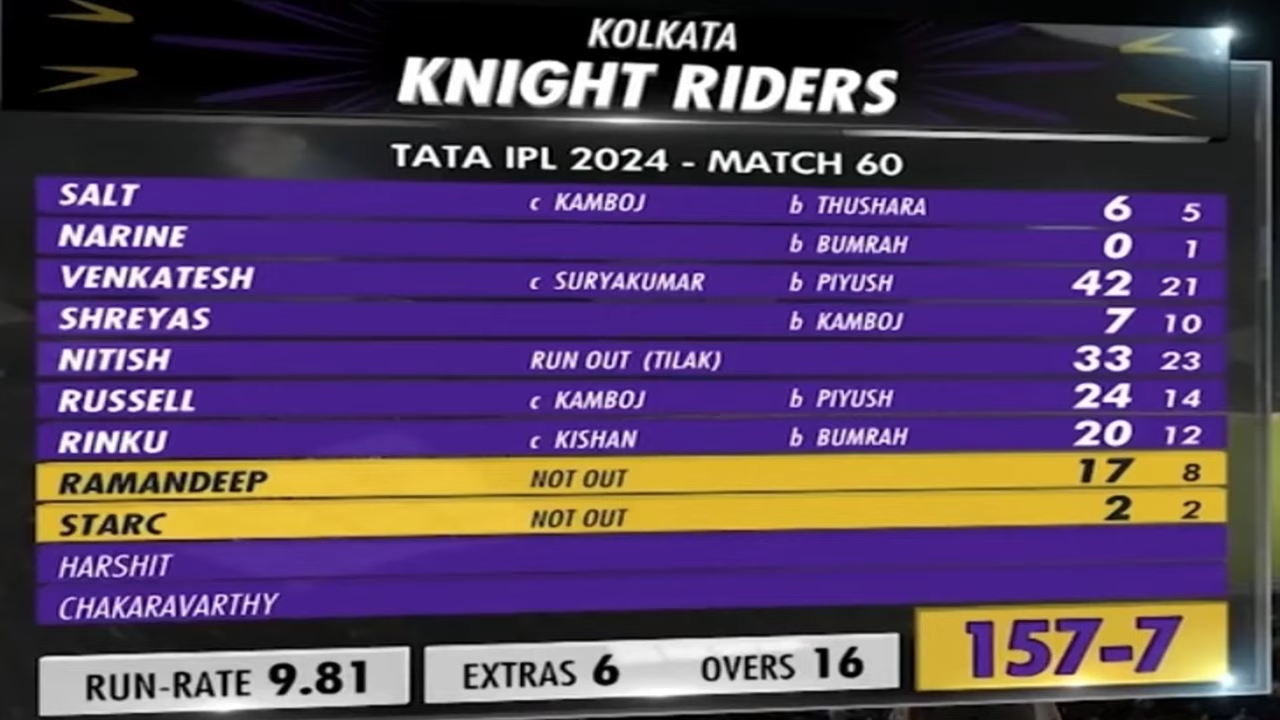 KOLKATA
KNIGHT RIDERS
TATA IPL 2024 - MATCH 60
SALT c KAMBOJ b THUSHARA 6 5
NARINE b BUMRAH 0 1
VENKATESH c SURYAKUMAR b PIYUSH 42 21
SHREYAS b KAMBOJ 7 10
NITISH RUN OUT (TILAK) 33 23
RUSSELL c KAMBOJ b PIYUSH 24 14
RINKU c KISHAN b BUMRAH 20 12
RAMANDEEP NOT OUT 17 8
STARC NOT OUT 2 2
HARSHIT
CHAKARAVARTHY
RUN-RATE 9.81 EXTRAS 6 OVERS 16 157-7